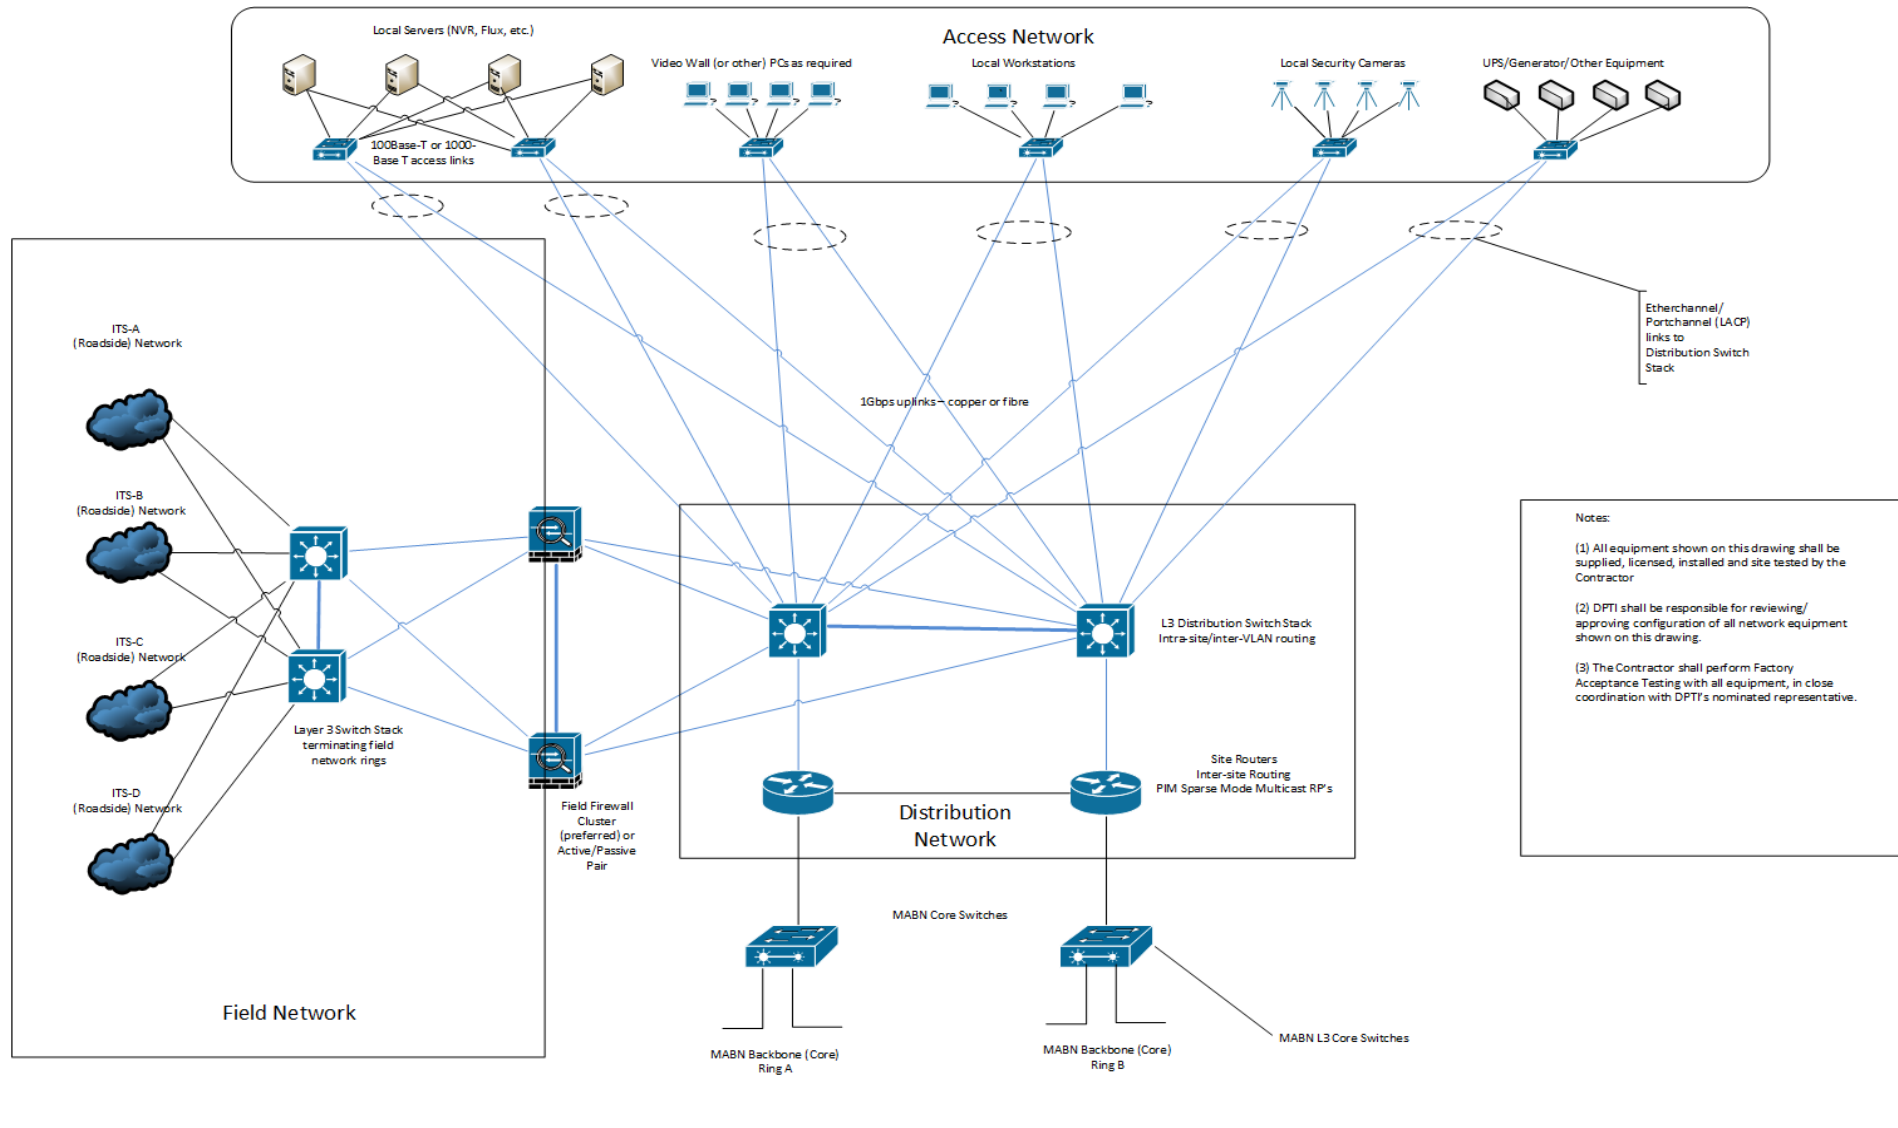 Local Servers (NVR, Flux, etc.)
Access Network
Video Wall (or other) PCs as required
Local Workstations
Local Security Cameras
UPS/Generator/Other Equipment
100Base-T or 1000-
Base T access links
Etherchannel/
Portchannel (LACP)
links to
Distribution Switch
Stack
1Gbps uplinks – copper or fibre
ITS-A
(Roadside) Network
ITS-B
(Roadside) Network
ITS-C
(Roadside) Network
ITS-D
(Roadside) Network
Layer 3 Switch Stack
terminating field
network rings
Field Firewall
Cluster
(preferred) or
Active/Passive
Pair
Field Network
L3 Distribution Switch Stack
Intra-site/inter-VLAN routing
Site Routers
Inter-site Routing
PIM Sparse Mode Multicast RP's
Distribution
Network
MABN Core Switches
MABN Backbone (Core)
Ring A
MABN Backbone (Core)
Ring B
MABN L3 Core Switches
Notes:
(1) All equipment shown on this drawing shall be
supplied, licensed, installed and site tested by the
Contractor
(2) DPTI shall be responsible for reviewing/
approving configuration of all network equipment
shown on this drawing.
(3) The Contractor shall perform Factory
Acceptance Testing with all equipment, in close
coordination with DPTI's nominated representative.